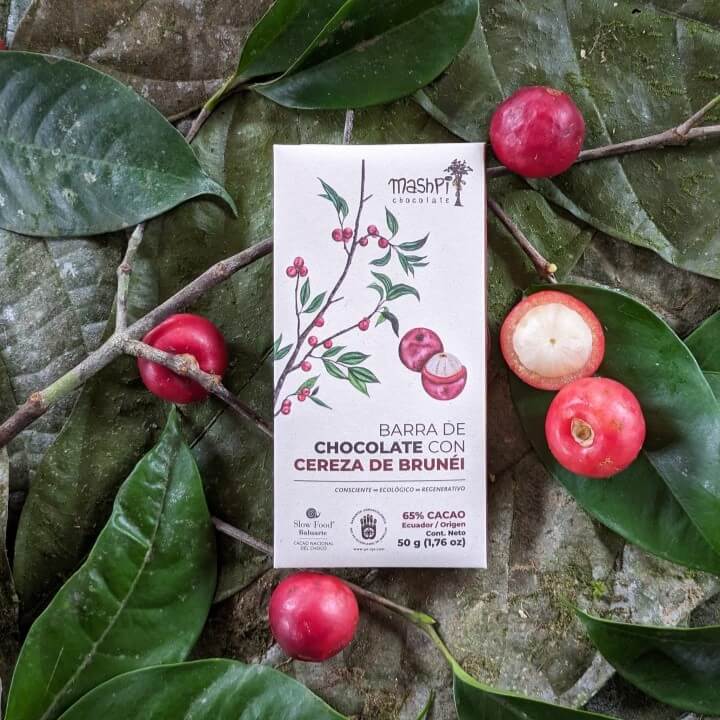 mashpi
chocolate
BARRA DE
CHOCOLATE CON
CEREZA DE BRUNÉI
CONSCIENTE – ECOLÓGICO – REGENERATIVO
Slow Food®
Baluarte
CACAO NACIONAL
DEL CHOCÓ
65% CACAO
Ecuador / Origen
Cont. Neto
50 g (1,76 oz)